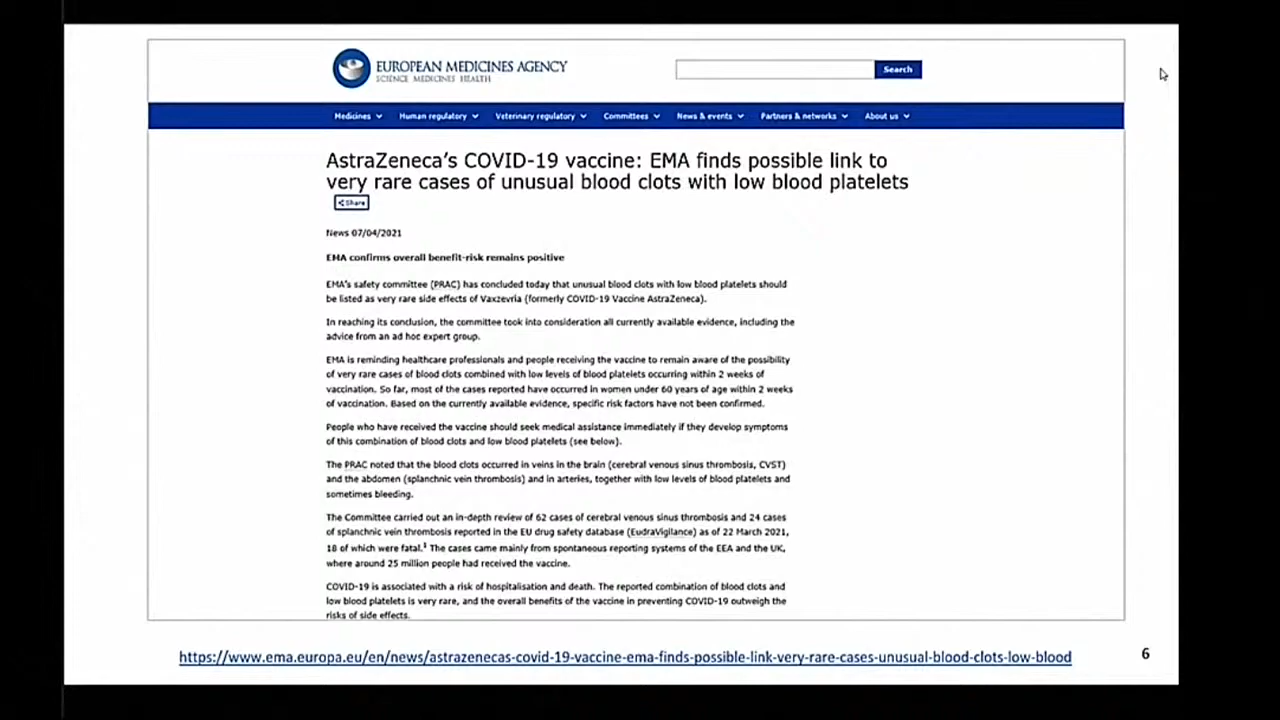 EUROPEAN MEDICINES AGENCY
SCIENCE MEDICINES HEALTH
Search
Medicines Human regulatory Veterinary regulatory Committees News & events Partners & networks About us
AstraZeneca's COVID-19 vaccine: EMA finds possible link to
very rare cases of unusual blood clots with low blood platelets
Share
News 07/04/2021
EMA confirms overall benefit-risk remains positive
EMA's safety committee (PRAC) has concluded today that unusual blood clots with low blood platelets should
be listed as very rare side effects of Vaxzevria (formerly COVID-19 Vaccine AstraZeneca).
In reaching its conclusion, the committee took into consideration all currently available evidence, including the
advice from an ad hoc expert group.
EMA is reminding healthcare professionals and people receiving the vaccine to remain aware of the possibility
of very rare cases of blood clots combined with low levels of blood platelets occurring within 2 weeks of
vaccination. So far, most of the cases reported have occurred in women under 60 years of age within 2 weeks
of vaccination. Based on the currently available evidence, specific risk factors have not been confirmed.
People who have received the vaccine should seek medical assistance immediately if they develop symptoms
of this combination of blood clots and low blood platelets (see below).
The PRAC noted that the blood clots occurred in veins in the brain (cerebral venous sinus thrombosis, CVST)
and the abdomen (splanchnic vein thrombosis) and in arteries, together with low levels of blood platelets and
sometimes bleeding.
The Committee carried out an in-depth review of 62 cases of cerebral venous sinus thrombosis and 24 cases
of splanchnic vein thrombosis reported in the EU drug safety database (EudraVigilance) as of 22 March 2021,
18 of which were fatal.¹ The cases came mainly from spontaneous reporting systems of the EEA and the UK,
where around 25 million people had received the vaccine.
COVID-19 is associated with a risk of hospitalisation and death. The reported combination of blood clots and
low blood platelets is very rare, and the overall benefits of the vaccine in preventing COVID-19 outweigh the
risks of side effects.
https://www.ema.europa.eu/en/news/astrazenecas-covid-19-vaccine-ema-finds-possible-link-very-rare-cases-unusual-blood-clots-low-blood
6